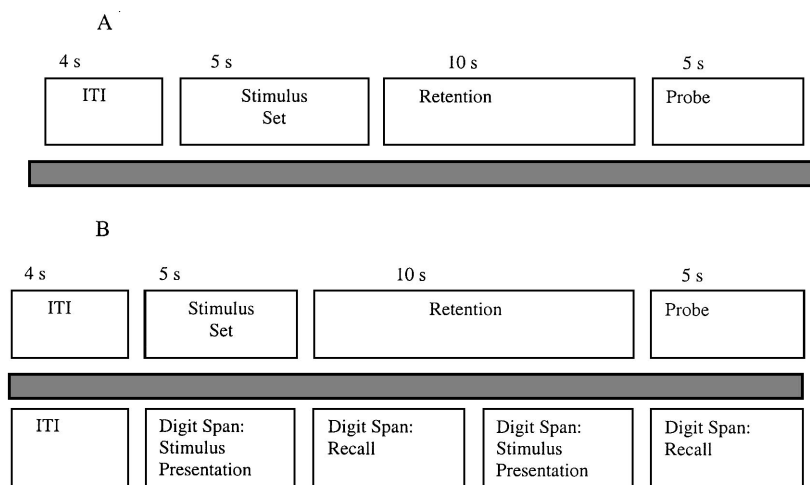 A
4 s 5 s 10 s 5 s
ITI Stimulus Retention Probe
Set
B
4 s 5 s 10 s 5 s
ITI Stimulus Retention Probe
Set
ITI Digit Span: Digit Span: Digit Span: Digit Span:
Stimulus Recall Stimulus Recall
Presentation Presentation